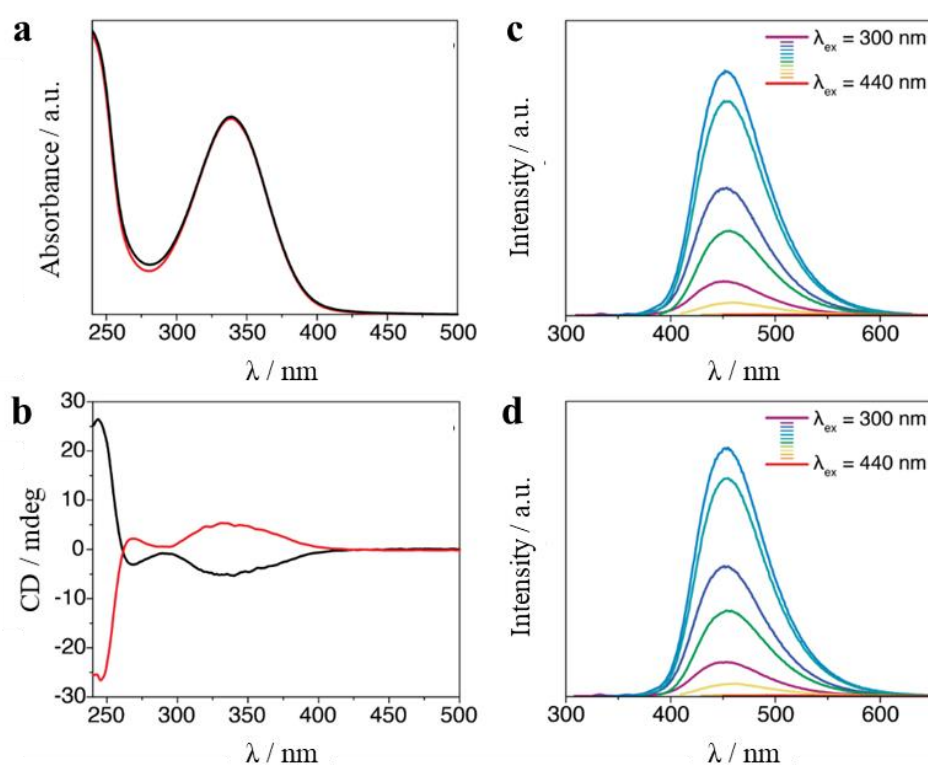 a
Absorbance / a.u.
250 300 350 400 450 500
λ / nm
b
CD / mdeg
30
20
10
0
-10
-20
-30
250 300 350 400 450 500
λ / nm
c
Intensity / a.u.
λex = 300 nm
λex = 440 nm
300 400 500 600
λ / nm
d
Intensity / a.u.
λex = 300 nm
λex = 440 nm
300 400 500 600
λ / nm